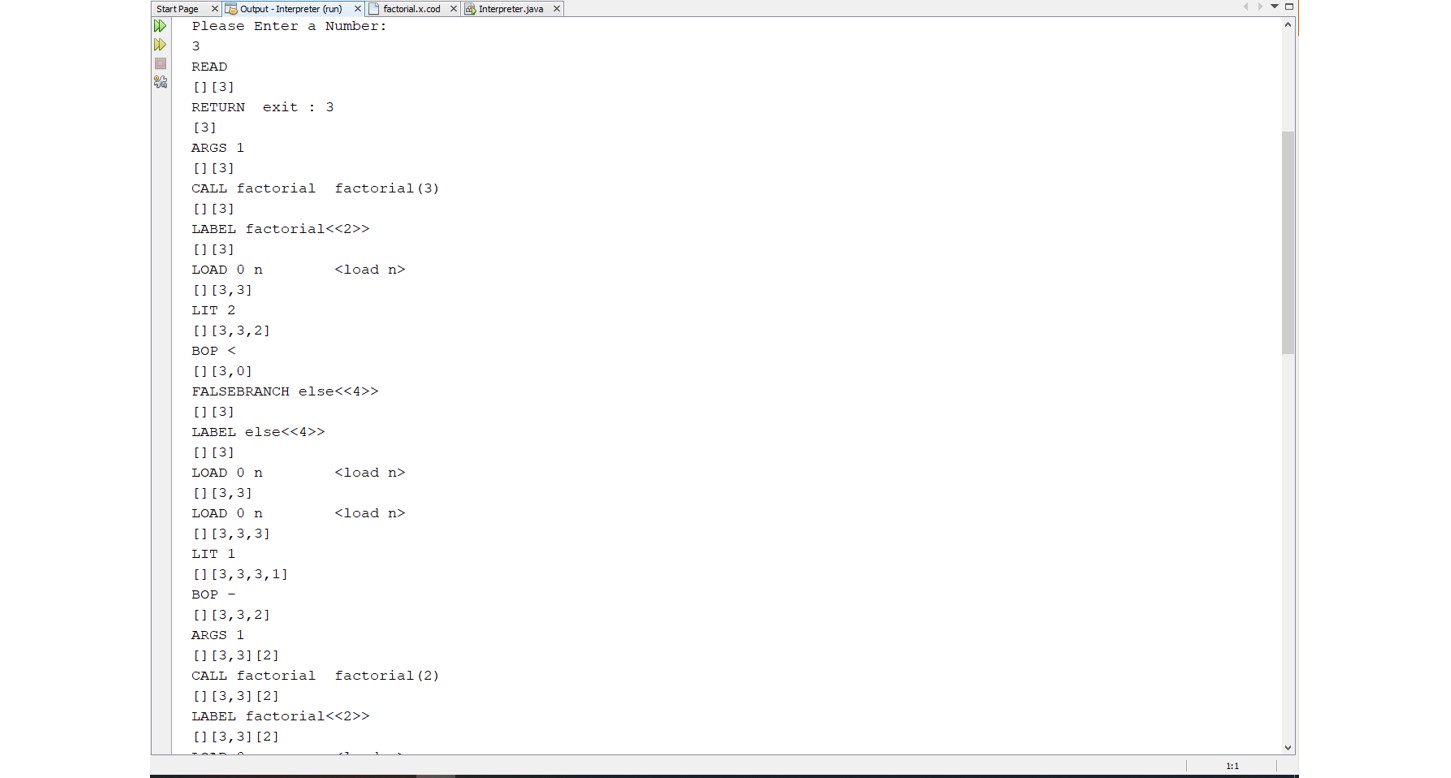 Start Page Output - Interpreter (run) factorial.x.cod Interpreter.java
Please Enter a Number:
3
READ
[][3]
RETURN  exit : 3
[3]
ARGS 1
[][3]
CALL factorial  factorial(3)
[][3]
LABEL factorial<<2>>
[][3]
LOAD 0 n        <load n>
[][3,3]
LIT 2
[][3,3,2]
BOP <
[][3,0]
FALSEBRANCH else<<4>>
[][3]
LABEL else<<4>>
[][3]
LOAD 0 n        <load n>
[][3,3]
LOAD 0 n        <load n>
[][3,3,3]
LIT 1
[][3,3,3,1]
BOP -
[][3,3,2]
ARGS 1
[][3,3][2]
CALL factorial  factorial(2)
[][3,3][2]
LABEL factorial<<2>>
[][3,3][2]
1:1